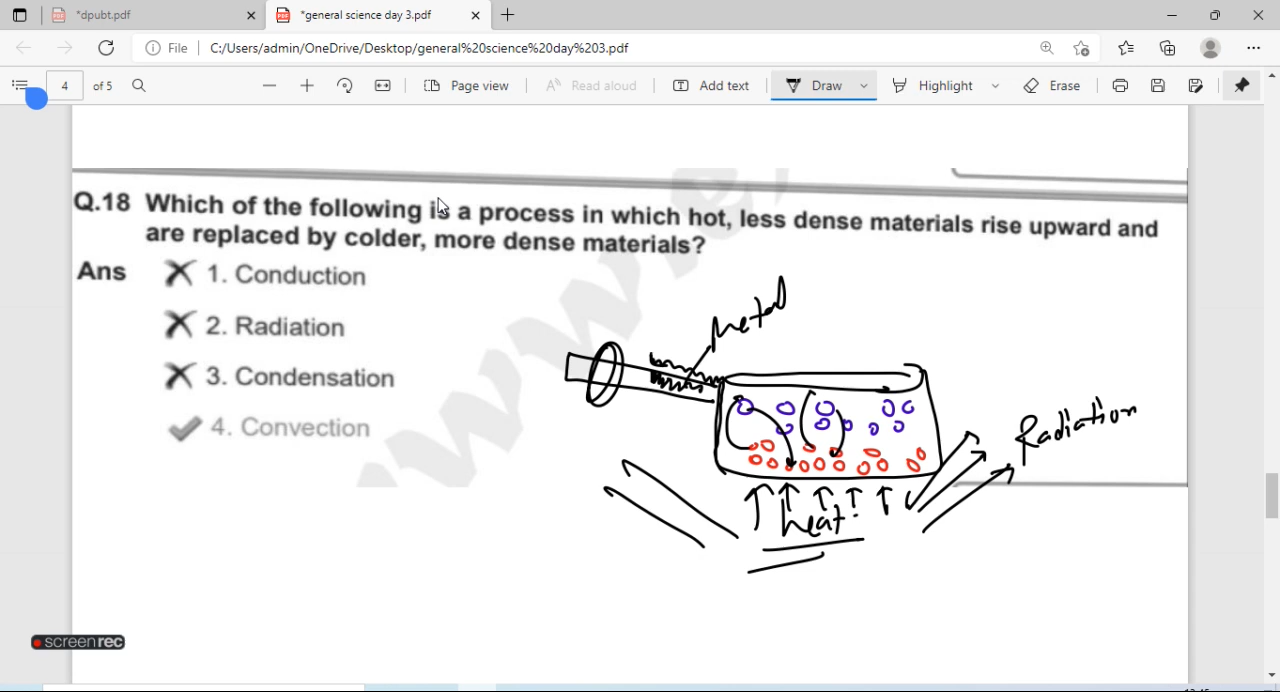 *dpubt.pdf
*general science day 3.pdf
File
C:/Users/admin/OneDrive/Desktop/general%20science%20day%203.pdf
4 of 5
Page view
Read aloud
Add text
Draw
Highlight
Erase
Q.18 Which of the following is a process in which hot, less dense materials rise upward and
are replaced by colder, more dense materials?
Ans 1. Conduction
2. Radiation
3. Condensation
4. Convection
Metal
Radiation
heat
screenrec